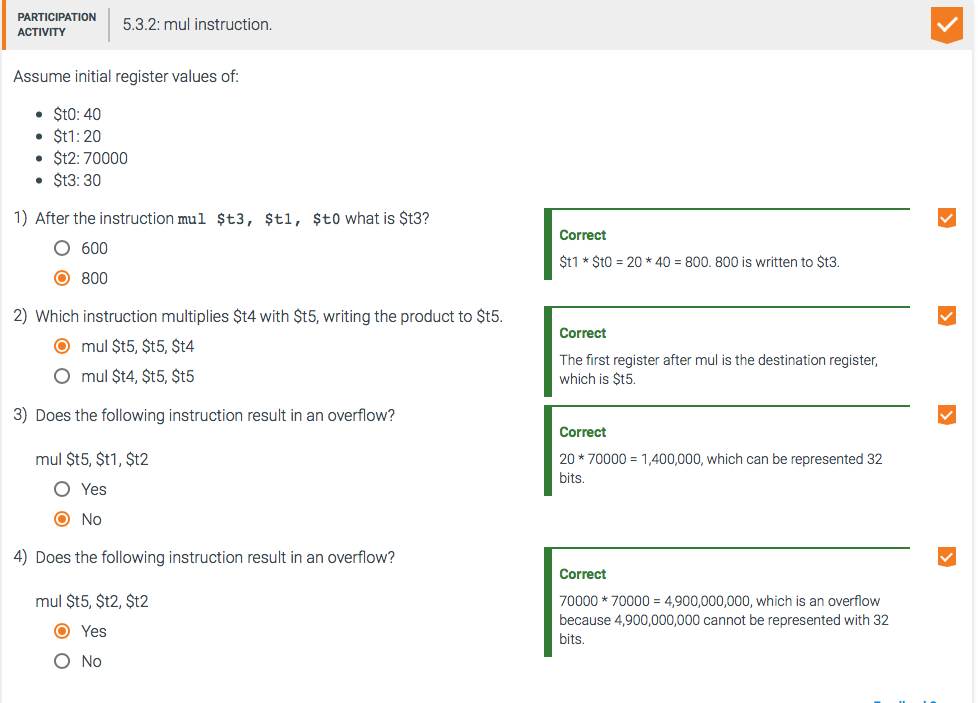 PARTICIPATION
ACTIVITY
5.3.2: mul instruction.
Assume initial register values of:
• $t0: 40
• $t1: 20
• $t2: 70000
• $t3: 30
1) After the instruction mul $t3, $t1, $t0 what is $t3?
600
800
Correct
$t1 * $t0 = 20 * 40 = 800. 800 is written to $t3.
2) Which instruction multiplies $t4 with $t5, writing the product to $t5.
mul $t5, $t5, $t4
mul $t4, $t5, $t5
Correct
The first register after mul is the destination register,
which is $t5.
3) Does the following instruction result in an overflow?
mul $t5, $t1, $t2
Yes
No
Correct
20 * 70000 = 1,400,000, which can be represented 32
bits.
4) Does the following instruction result in an overflow?
mul $t5, $t2, $t2
Yes
No
Correct
70000 * 70000 = 4,900,000,000, which is an overflow
because 4,900,000,000 cannot be represented with 32
bits.